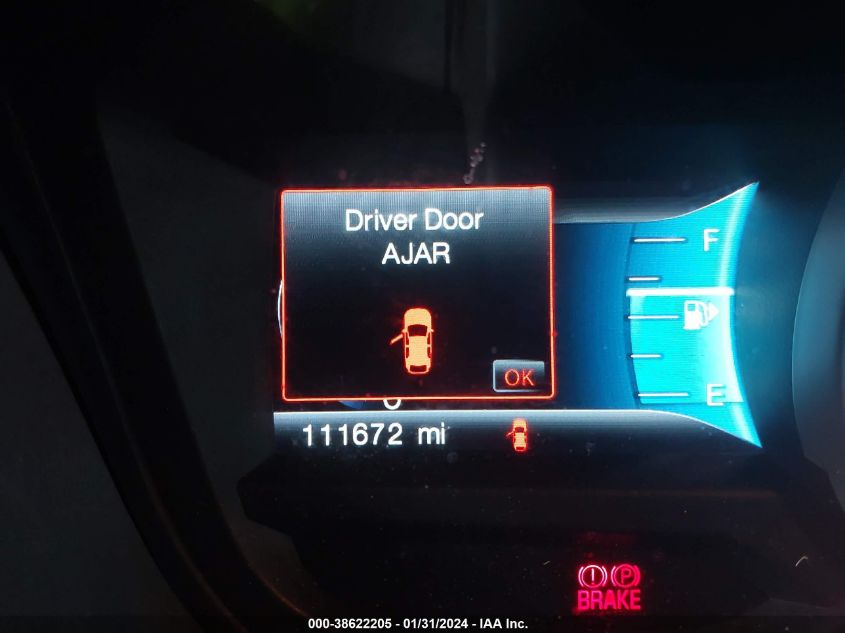 Driver Door
AJAR
F
OK
E
111672 mi
BRAKE
000-38622205 - 01/31/2024 - IAA Inc.